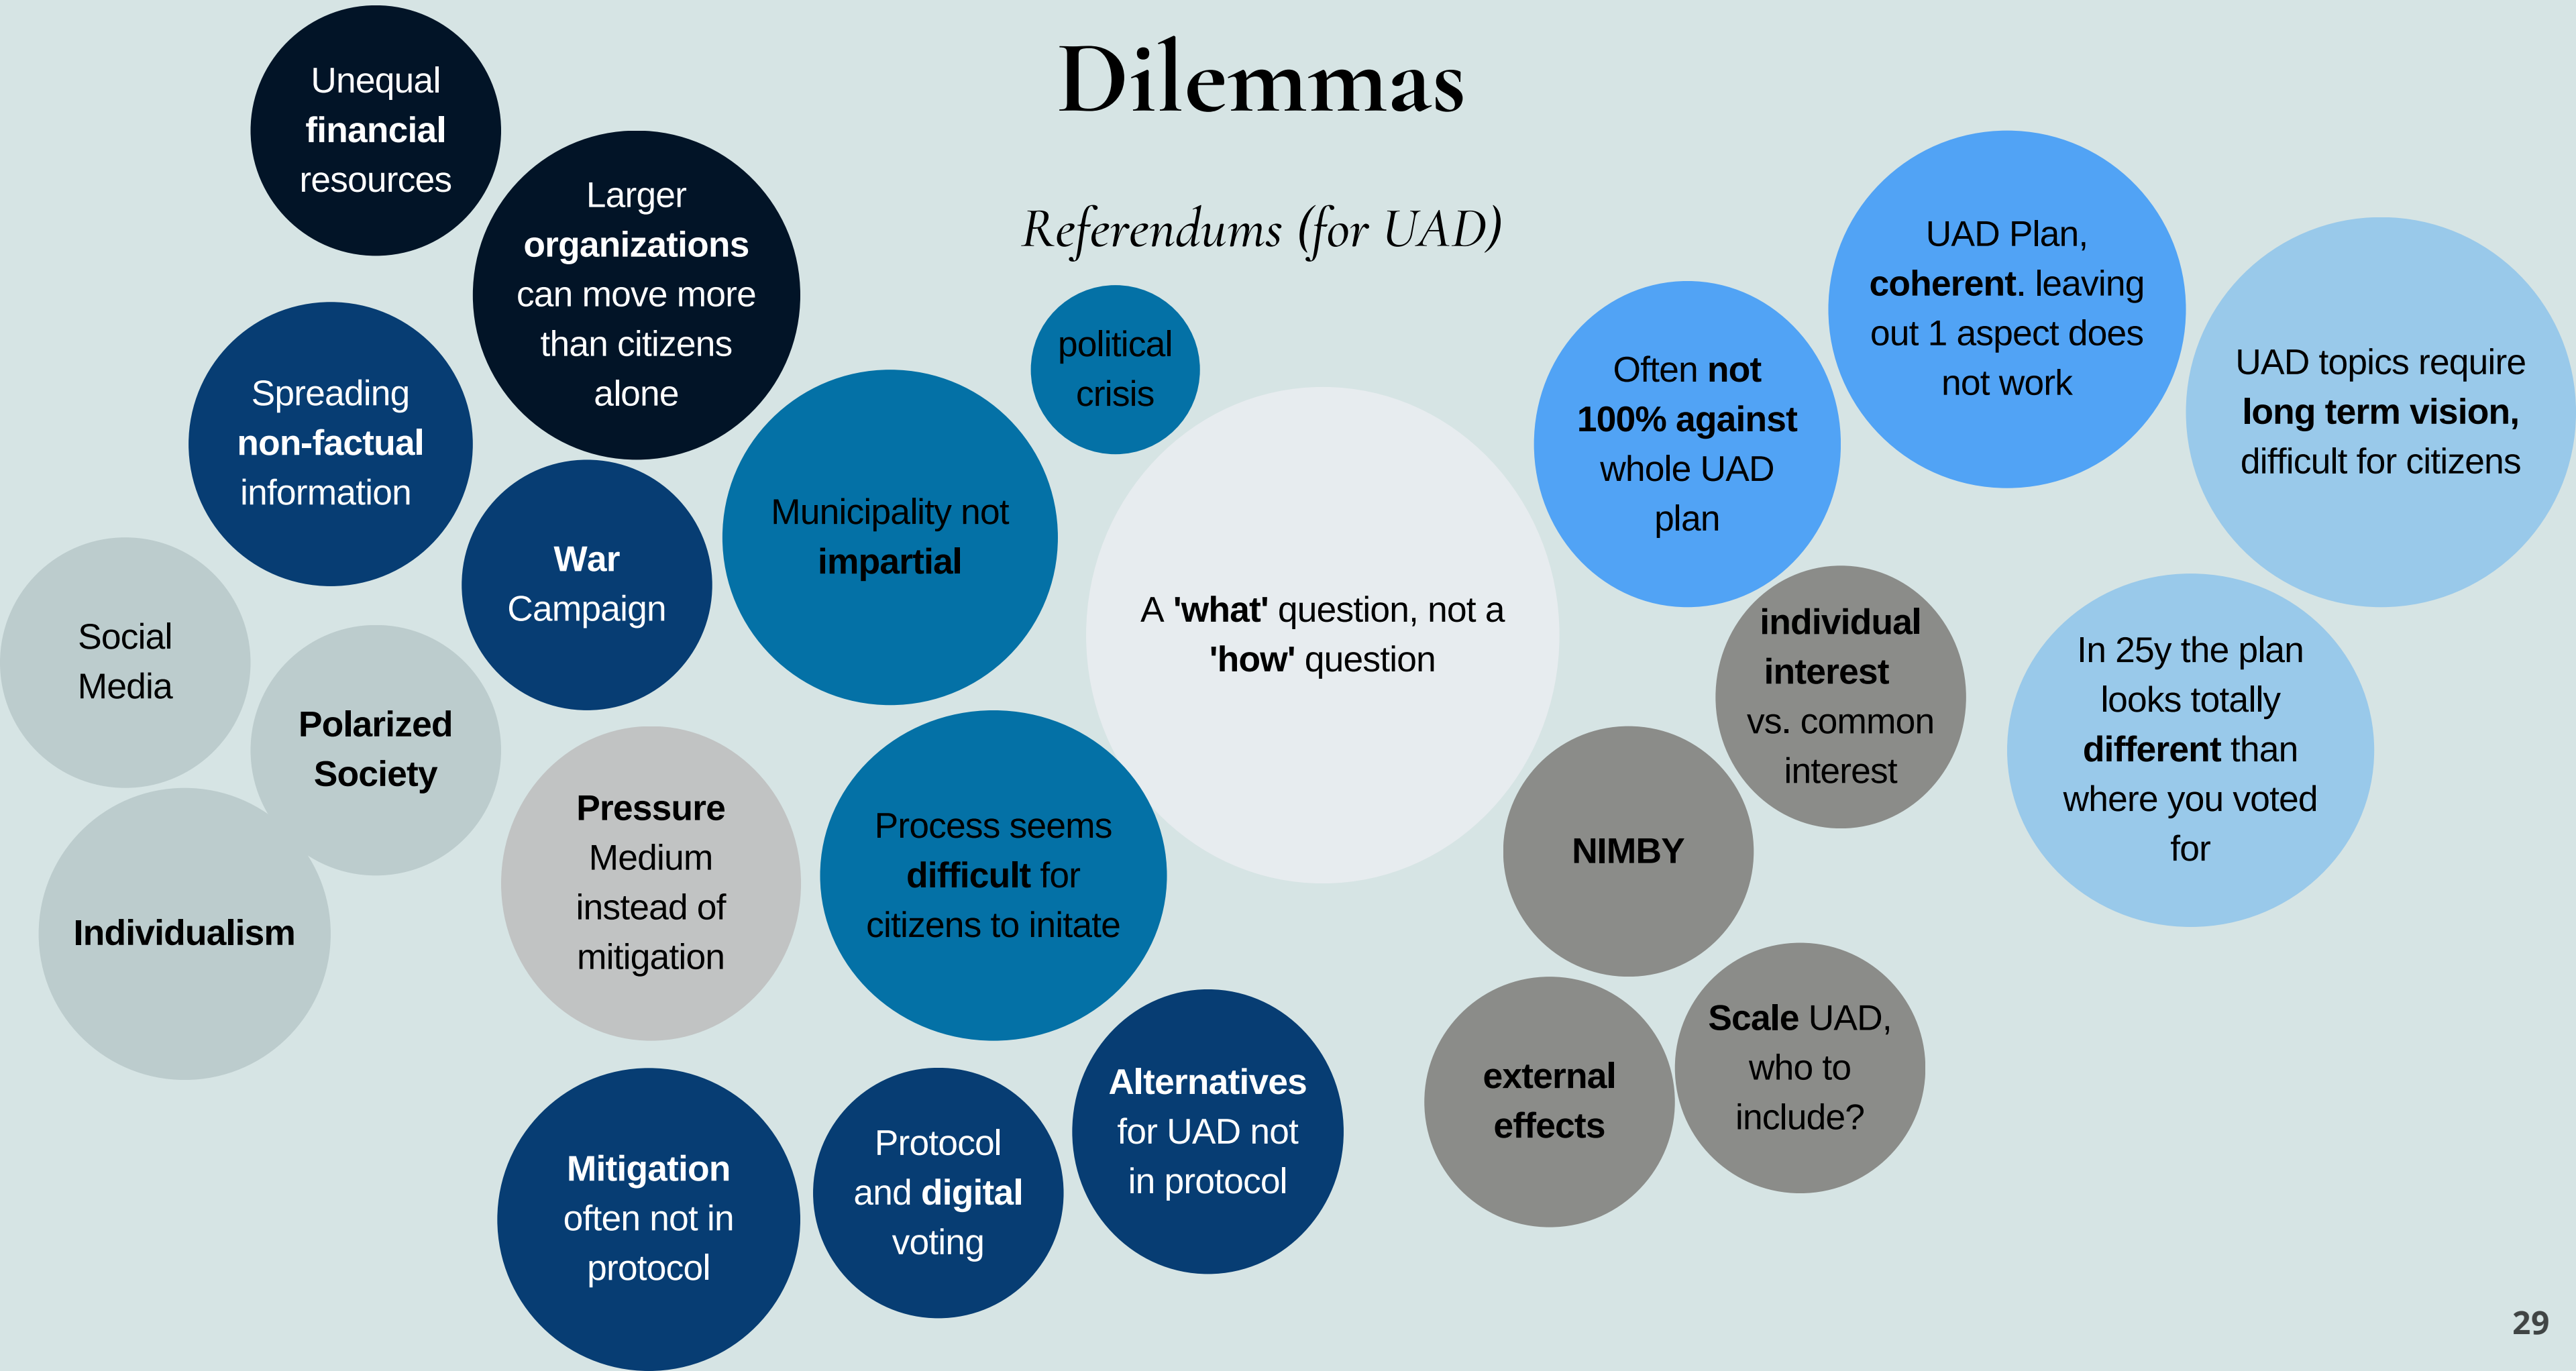 Dilemmas
Referendums (for UAD)
Unequal
financial
resources
Larger
organizations
can move more
than citizens
alone
Spreading
non-factual
information
War
Campaign
Social
Media
Polarized
Society
Individualism
Pressure
Medium
instead of
mitigation
Municipality not
impartial
political
crisis
Process seems
difficult for
citizens to initate
A 'what' question, not a
'how' question
Mitigation
often not in
protocol
Protocol
and digital
voting
Alternatives
for UAD not
in protocol
Often not
100% against
whole UAD
plan
UAD Plan,
coherent. leaving
out 1 aspect does
not work
UAD topics require
long term vision,
difficult for citizens
individual
interest
vs. common
interest
In 25y the plan
looks totally
different than
where you voted
for
NIMBY
external
effects
Scale UAD,
who to
include?
29